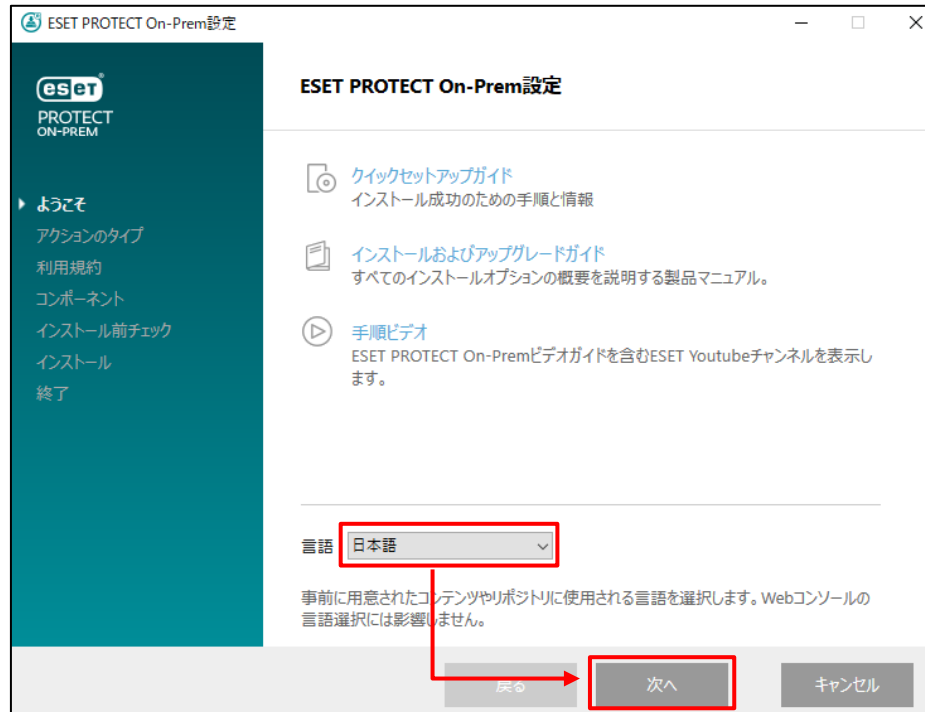 ESET PROTECT On-Prem設定
eseT
PROTECT
ON-PREM
ようこそ
アクションのタイプ
利用規約
コンポーネント
インストール前チェック
インストール
終了
ESET PROTECT On-Prem設定
クイックセットアップガイド
インストール成功のための手順と情報
インストールおよびアップグレードガイド
すべてのインストールオプションの概要を説明する製品マニュアル。
手順ビデオ
ESET PROTECT On-Premビデオガイドを含むESET Youtubeチャンネルを表示し
ます。
言語 日本語
事前に用意されたコンテンツやリポジトリに使用される言語を選択します。Webコンソールの
言語選択には影響しません。
戻る 次へ キャンセル